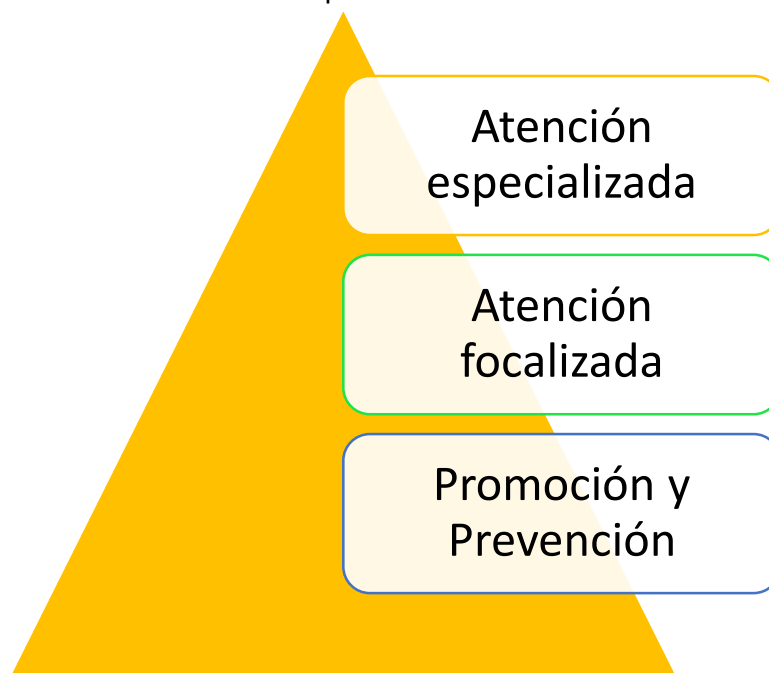 Atención
especializada
Atención
focalizada
Promoción y
Prevención